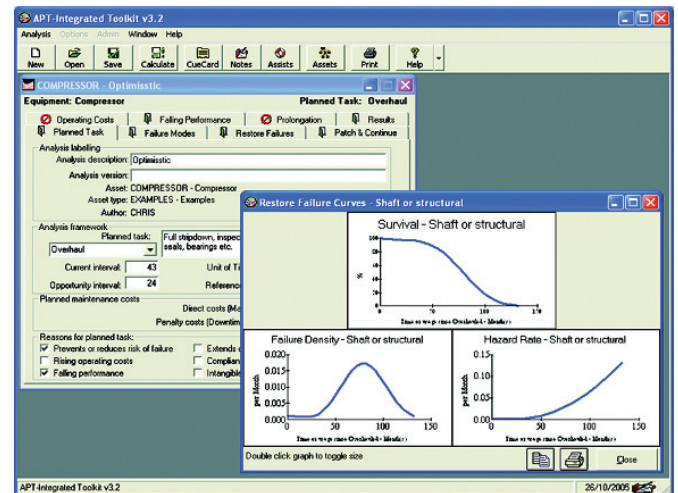 APT-Integrated Toolkit v3.2
Analysis Options Admin Window Help
New Open Save Calculate CueCard Notes Assists Assets Print Help
COMPRESSOR - Optimisstic
Equipment: Compressor Planned Task: Overhaul
Operating Costs Falling Performance Prolongation Results
Planned Task Failure Modes Restore Failures Patch & Continue
Analysis labelling
Analysis description: Optimisstic
Analysis version:
Asset: COMPRESSOR - Compressor
Asset type: EXAMPLES - Examples
Author: CHRIS
Analysis framework
Planned task: Full stripdown, inspec
Overhaul seals, bearings etc.
Current interval: 43 Unit of Ti
Opportunity interval: 24 Reference
Planned maintenance costs
Direct costs (Ma
Penalty costs (Downtim
Reasons for planned task:
Prevents or reduces risk of failure Extends
Rising operating costs Complian
Falling performance Intangible
Restore Failure Curves - Shaft or structural
Survival - Shaft or structural
%
100
80
60
40
20
0
0 50 100 150
Failure Density - Shaft or structural
per Month
0.020
0.015
0.010
0.005
0.000
0 50 100 150
Hazard Rate - Shaft or structural
per Month
0.15
0.10
0.05
0.00
0 50 100 150
Double click graph to toggle size
Close
APT-Integrated Toolkit v3.2 26/10/2005